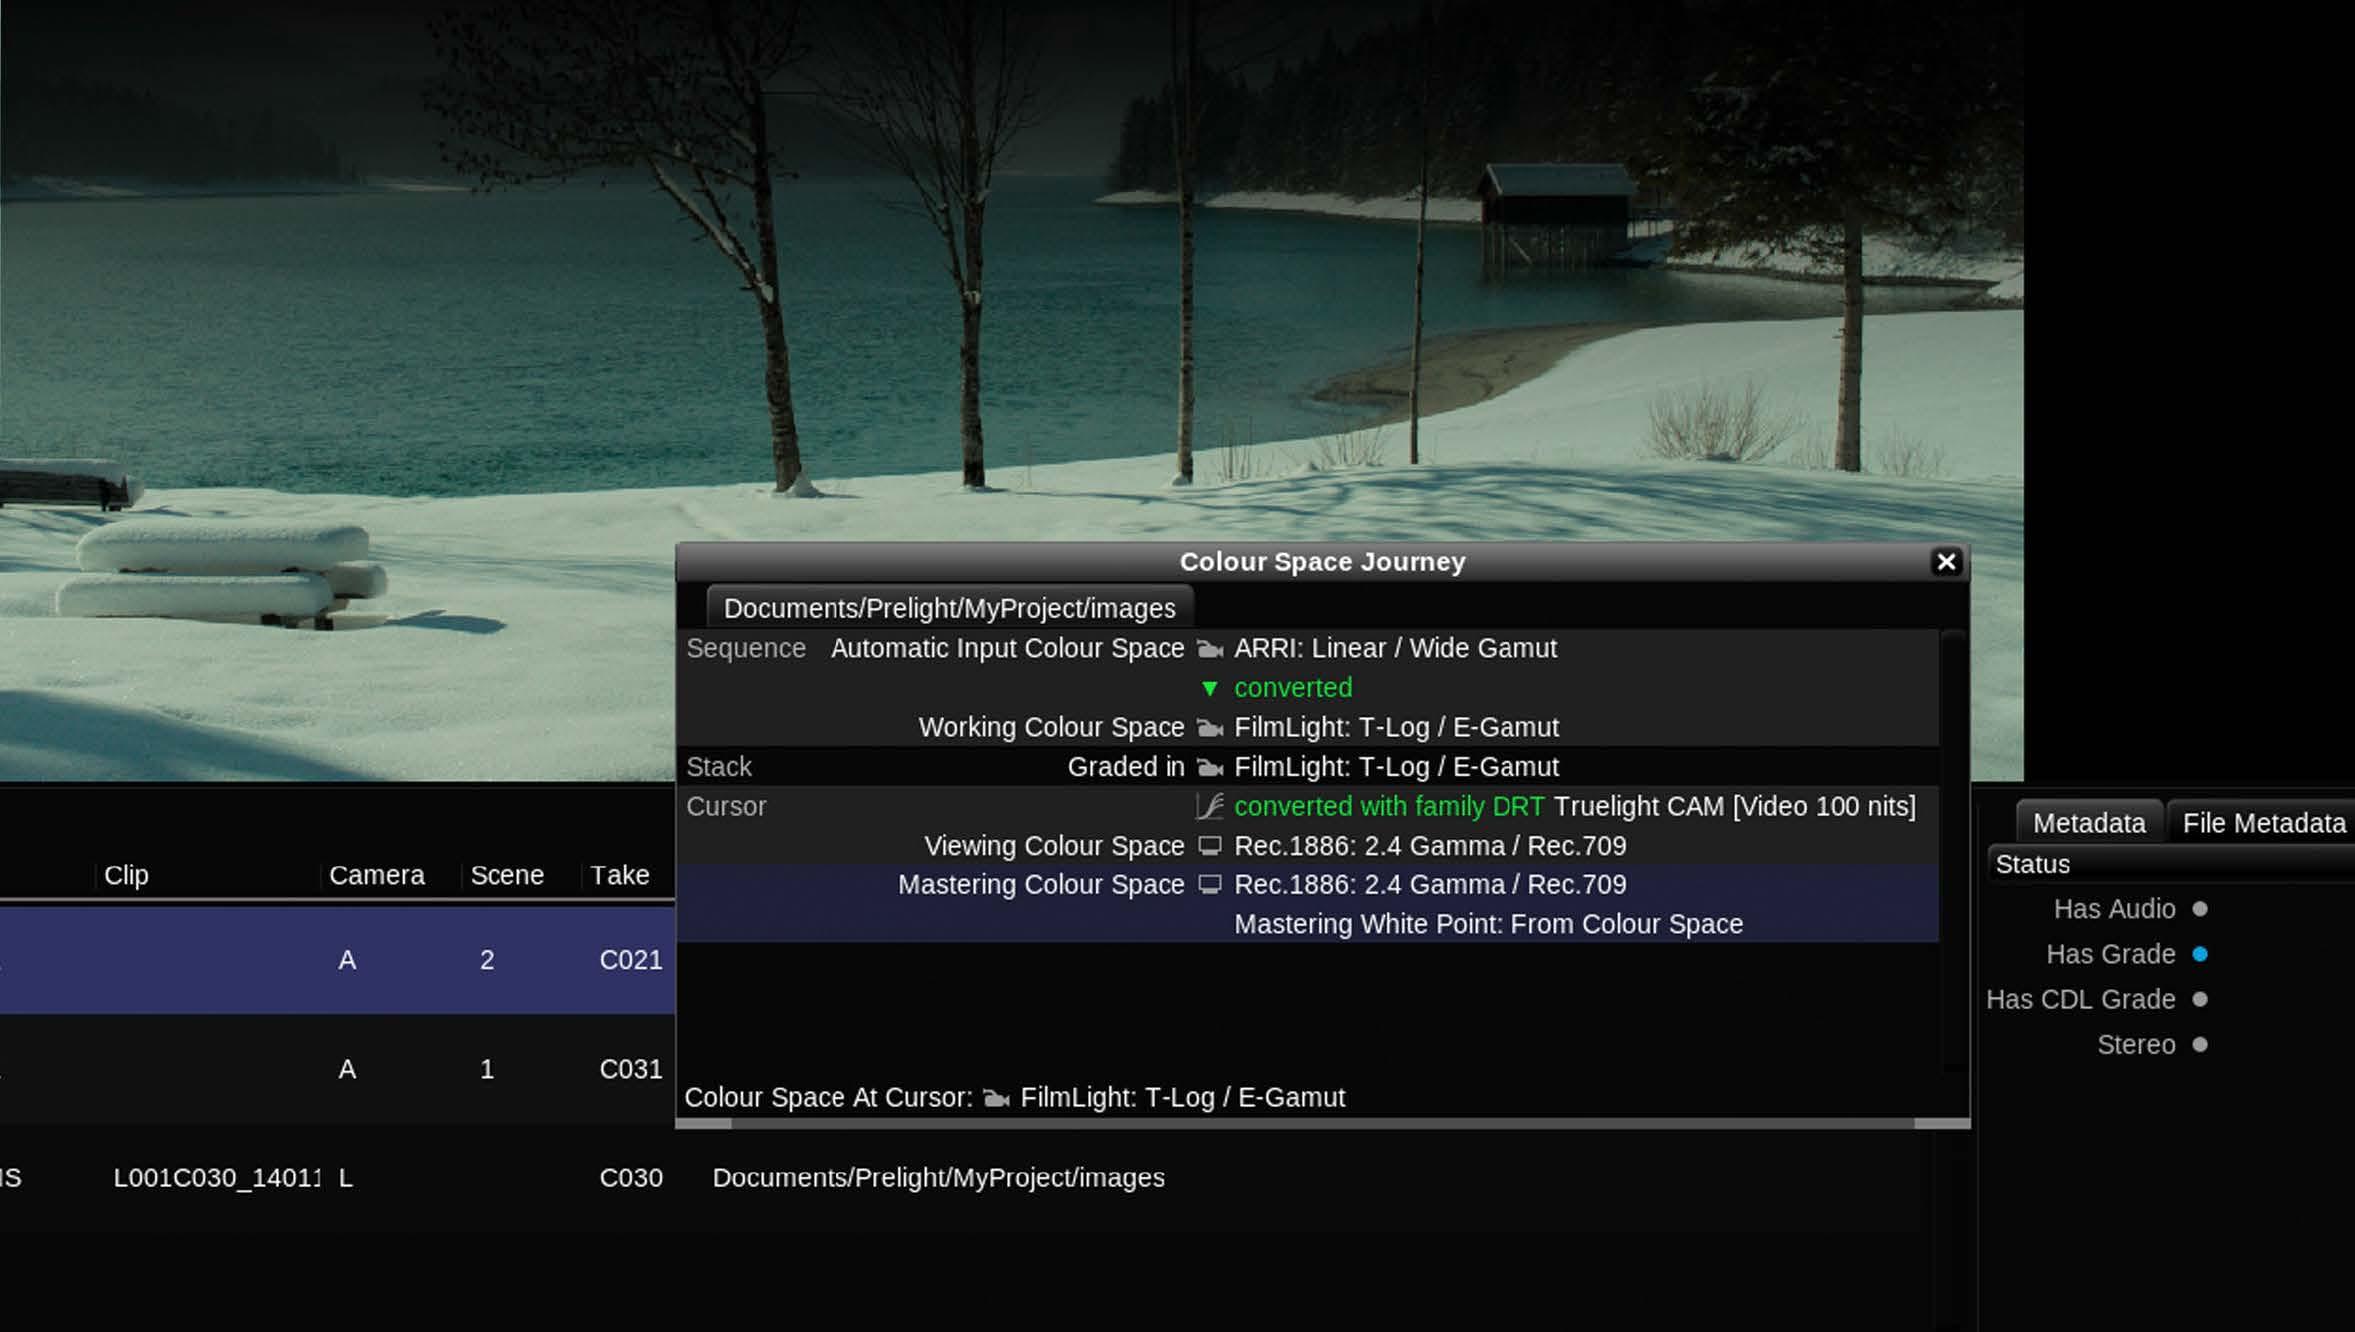 Colour Space Journey
Documents/Prelight/MyProject/images
Sequence Automatic Input Colour Space ARRI: Linear / Wide Gamut
▼ converted
Working Colour Space FilmLight: T-Log / E-Gamut
Stack Graded in FilmLight: T-Log / E-Gamut
Cursor converted with family DRT Truelight CAM [Video 100 nits]
Viewing Colour Space Rec.1886: 2.4 Gamma / Rec.709
Mastering Colour Space Rec.1886: 2.4 Gamma / Rec.709
Mastering White Point: From Colour Space
Colour Space At Cursor: FilmLight: T-Log / E-Gamut
Clip Camera Scene Take
A 2 C021
A 1 C031
L001C030_14011 L C030 Documents/Prelight/MyProject/images
Metadata File Metadata
Status
Has Audio
Has Grade
Has CDL Grade
Stereo